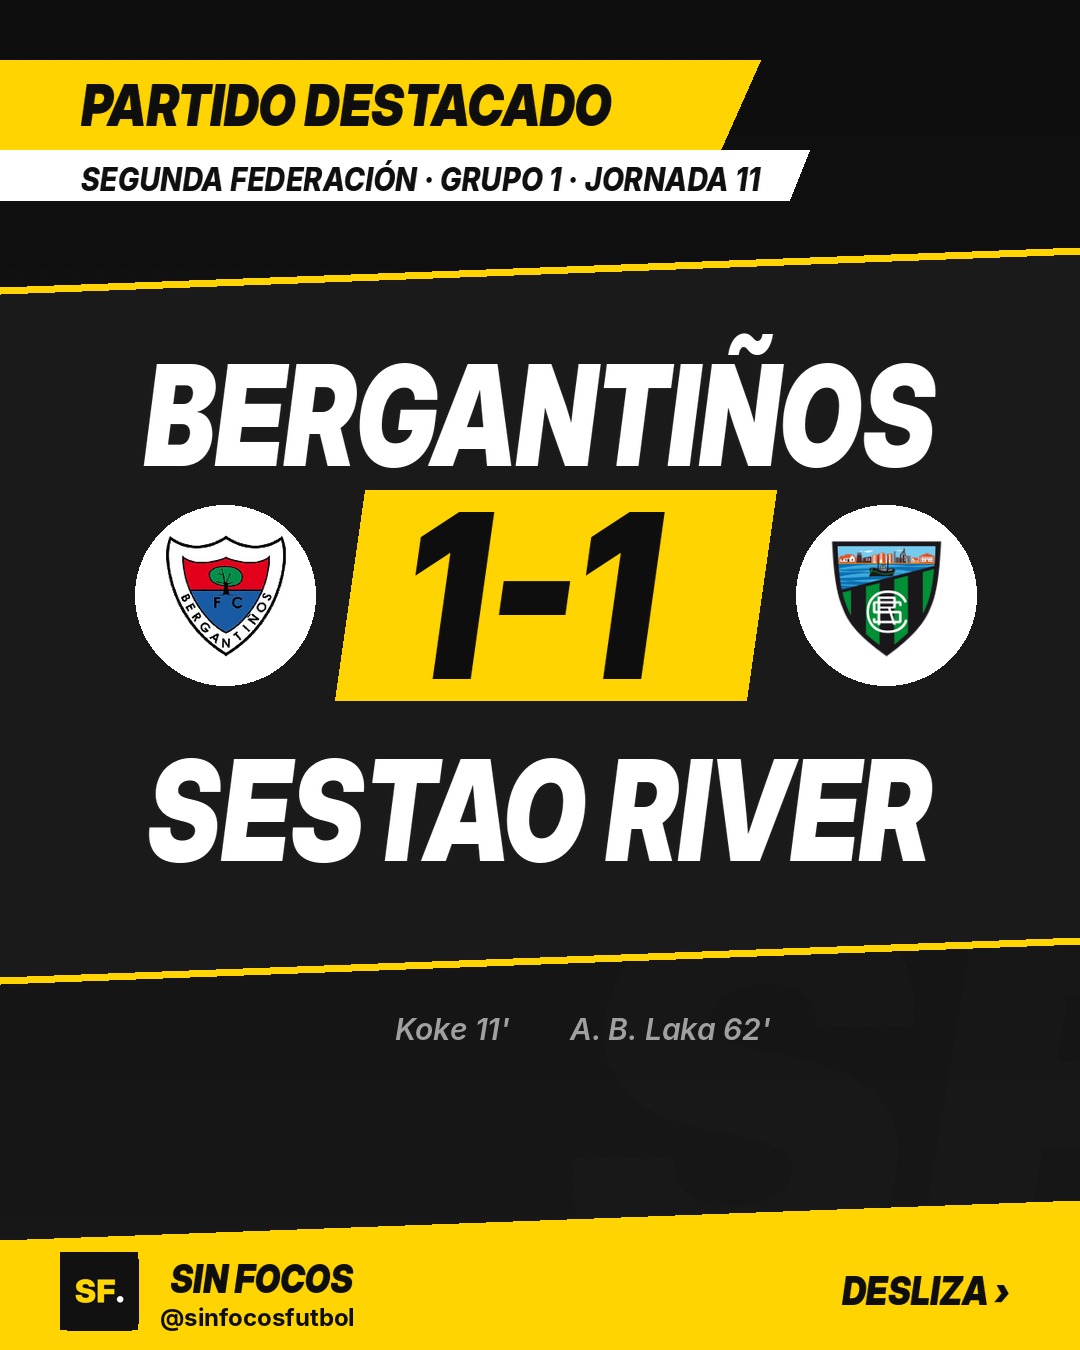 PARTIDO DESTACADO
SEGUNDA FEDERACIÓN · GRUPO 1 · JORNADA 11
BERGANTIÑOS
F C
BERGANTIÑOS
1-1
SESTAO RIVER
Koke 11' A. B. Laka 62'
SF.
SIN FOCOS
@sinfocosfutbol
DESLIZA ›